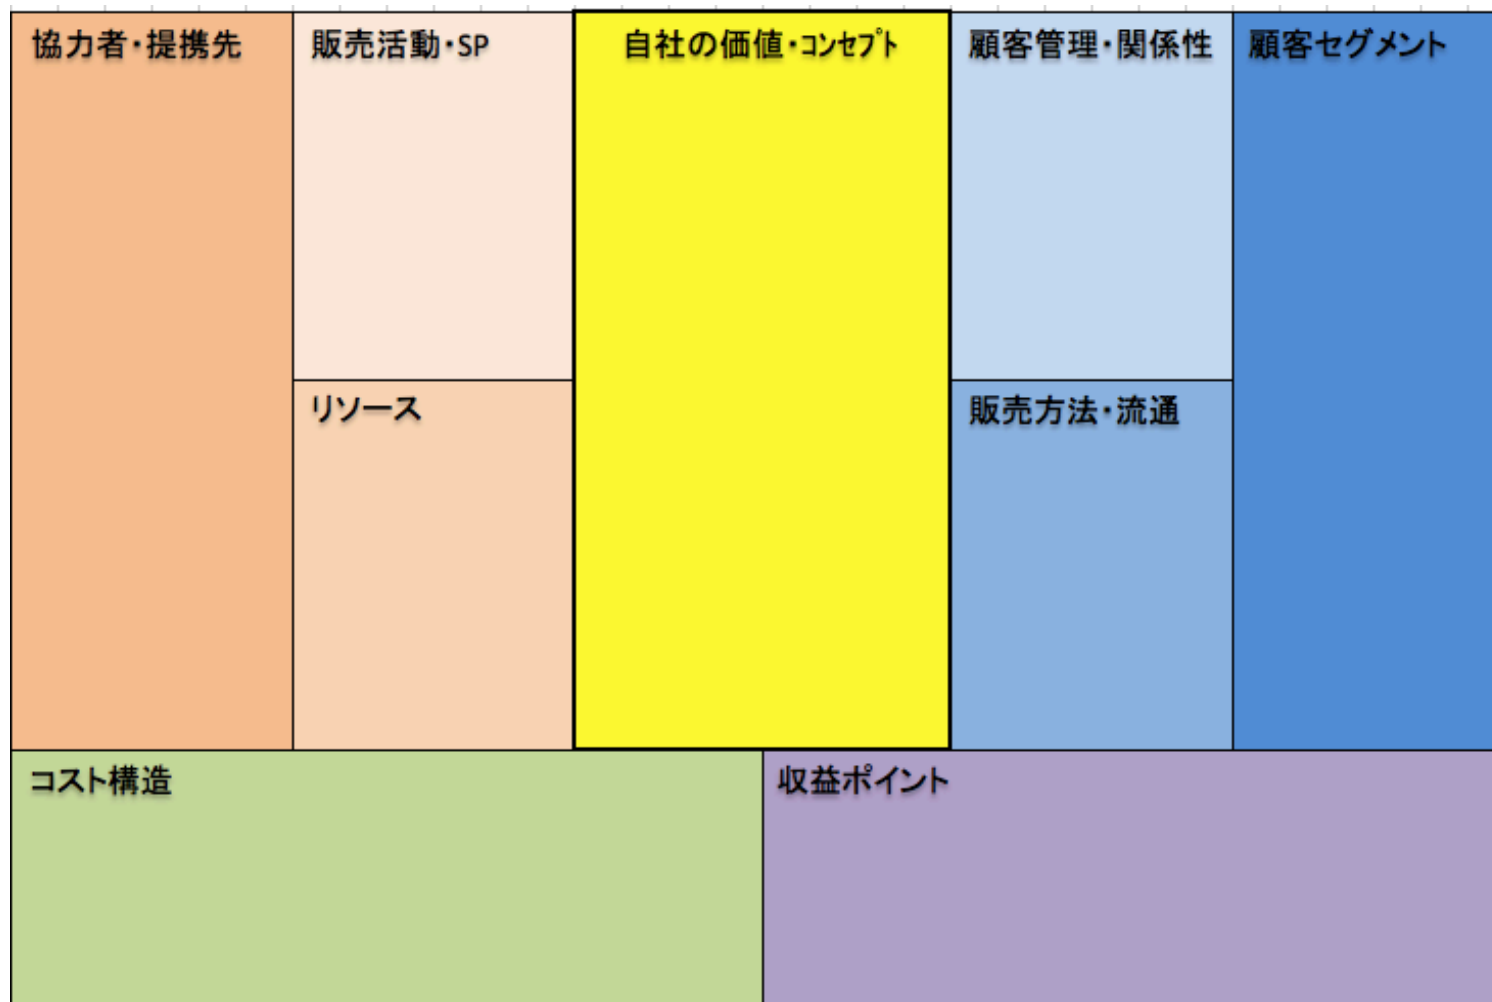 協力者・提携先
販売活動・SP
自社の価値・ｺﾝｾﾌﾟﾄ
顧客管理・関係性
顧客セグメント
リソース
販売方法・流通
コスト構造
収益ポイント